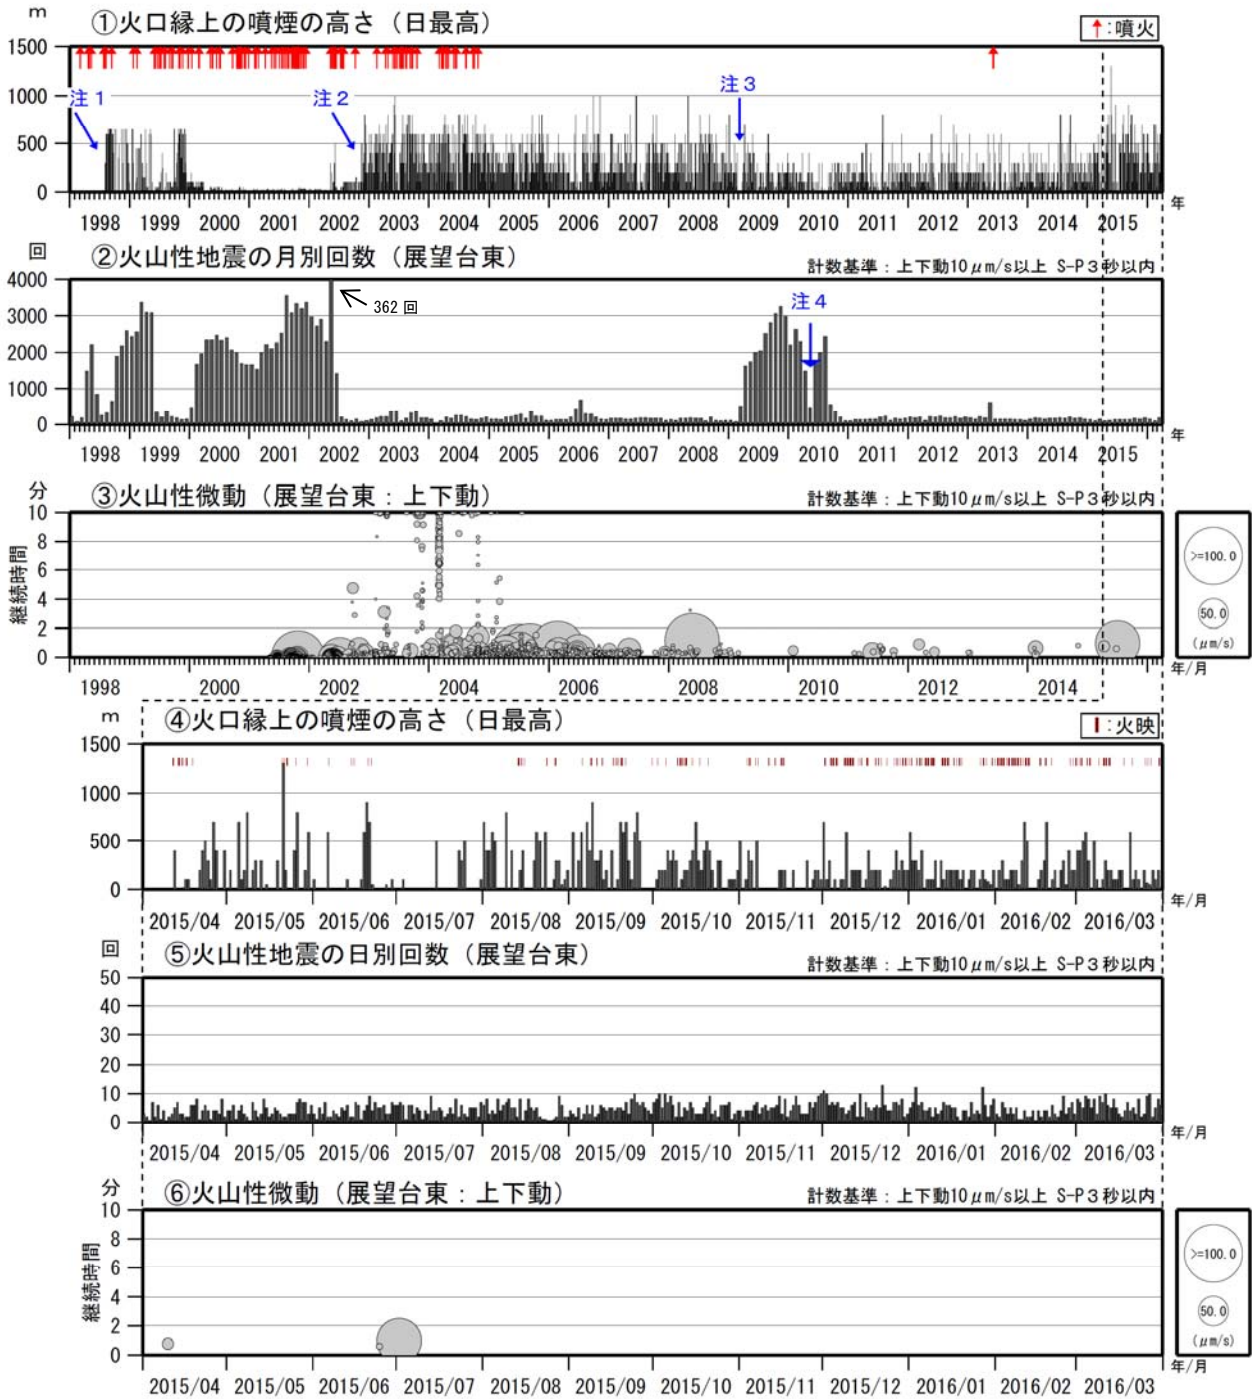 m ①火口縁上の噴煙の高さ（日最高） ↑:噴火
1500
1000
500
0
注1 注2 注3
1998 1999 2000 2001 2002 2003 2004 2005 2006 2007 2008 2009 2010 2011 2012 2013 2014 2015 年
回 ②火山性地震の月別回数（展望台東） 計数基準：上下動10μm/s以上 S-P3秒以内
4000
3000
2000
1000
0
362 回
注4
1998 1999 2000 2001 2002 2003 2004 2005 2006 2007 2008 2009 2010 2011 2012 2013 2014 2015 年
分 ③火山性微動（展望台東：上下動） 計数基準：上下動10μm/s以上 S-P3秒以内
継続時間
10
8
6
4
2
0
>=100.0
50.0
(μm/s)
1998 2000 2002 2004 2006 2008 2010 2012 2014 年/月
m ④火口縁上の噴煙の高さ（日最高） I:火映
1500
1000
500
0
2015/04 2015/05 2015/06 2015/07 2015/08 2015/09 2015/10 2015/11 2015/12 2016/01 2016/02 2016/03 年/月
回 ⑤火山性地震の日別回数（展望台東） 計数基準：上下動10μm/s以上 S-P3秒以内
50
40
30
20
10
0
2015/04 2015/05 2015/06 2015/07 2015/08 2015/09 2015/10 2015/11 2015/12 2016/01 2016/02 2016/03 年/月
分 ⑥火山性微動（展望台東：上下動） 計数基準：上下動10μm/s以上 S-P3秒以内
継続時間
10
8
6
4
2
0
>=100.0
50.0
(μm/s)
2015/04 2015/05 2015/06 2015/07 2015/08 2015/09 2015/10 2015/11 2015/12 2016/01 2016/02 2016/03 年/月